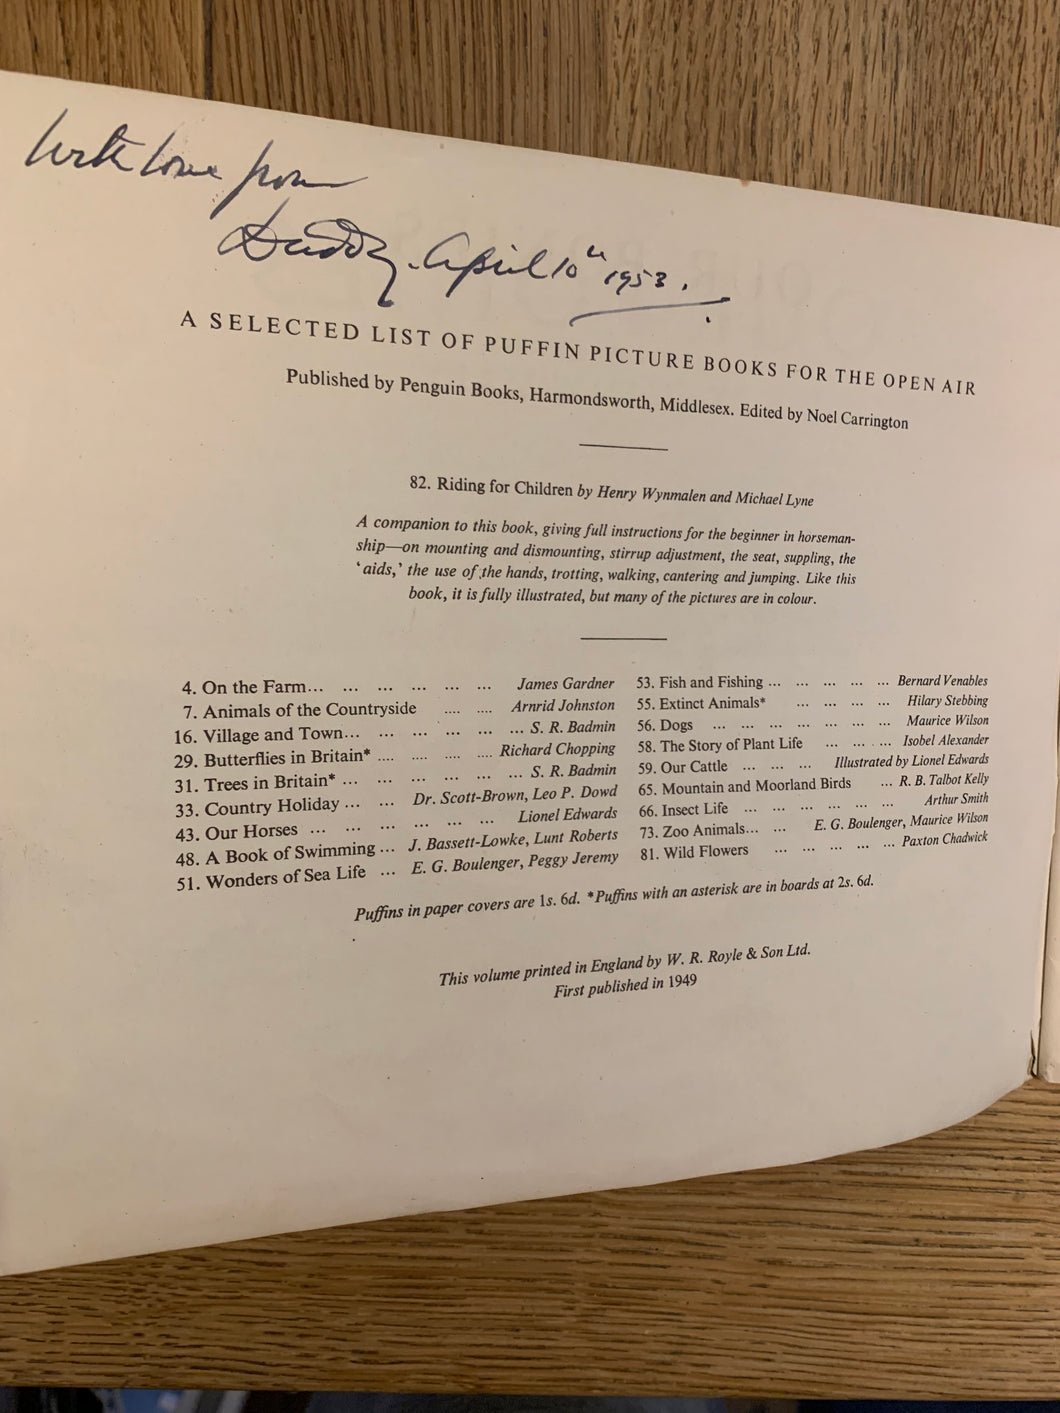 With love from
Daddy. April 10th 1953.
A SELECTED LIST OF PUFFIN PICTURE BOOKS FOR THE OPEN AIR
Published by Penguin Books, Harmondsworth, Middlesex. Edited by Noel Carrington
82. Riding for Children by Henry Wynmalen and Michael Lyne
A companion to this book, giving full instructions for the beginner in horseman-
ship—on mounting and dismounting, stirrup adjustment, the seat, suppling, the
‘aids,’ the use of the hands, trotting, walking, cantering and jumping. Like this
book, it is fully illustrated, but many of the pictures are in colour.
4. On the Farm... ... ... ... ... ... James Gardner
7. Animals of the Countryside .... .... Arnrid Johnston
16. Village and Town... ... ... ... ... ... S. R. Badmin
29. Butterflies in Britain* .... .... .... .... Richard Chopping
31. Trees in Britain* ... ... ... ... ... ... S. R. Badmin
33. Country Holiday ... ... Dr. Scott-Brown, Leo P. Dowd
43. Our Horses ... ... ... ... ... ... Lionel Edwards
48. A Book of Swimming ... J. Bassett-Lowke, Lunt Roberts
51. Wonders of Sea Life ... E. G. Boulenger, Peggy Jeremy
53. Fish and Fishing ... ... ... ... ... Bernard Venables
55. Extinct Animals* ... ... ... ... Hilary Stebbing
56. Dogs ... ... ... ... ... ... Maurice Wilson
58. The Story of Plant Life ... ... ... Isobel Alexander
59. Our Cattle ... ... ... Illustrated by Lionel Edwards
65. Mountain and Moorland Birds ... R. B. Talbot Kelly
66. Insect Life ... ... ... ... ... ... Arthur Smith
73. Zoo Animals... ... E. G. Boulenger, Maurice Wilson
81. Wild Flowers ... ... ... ... ... Paxton Chadwick
Puffins in paper covers are 1s. 6d. *Puffins with an asterisk are in boards at 2s. 6d.
This volume printed in England by W. R. Royle & Son Ltd.
First published in 1949